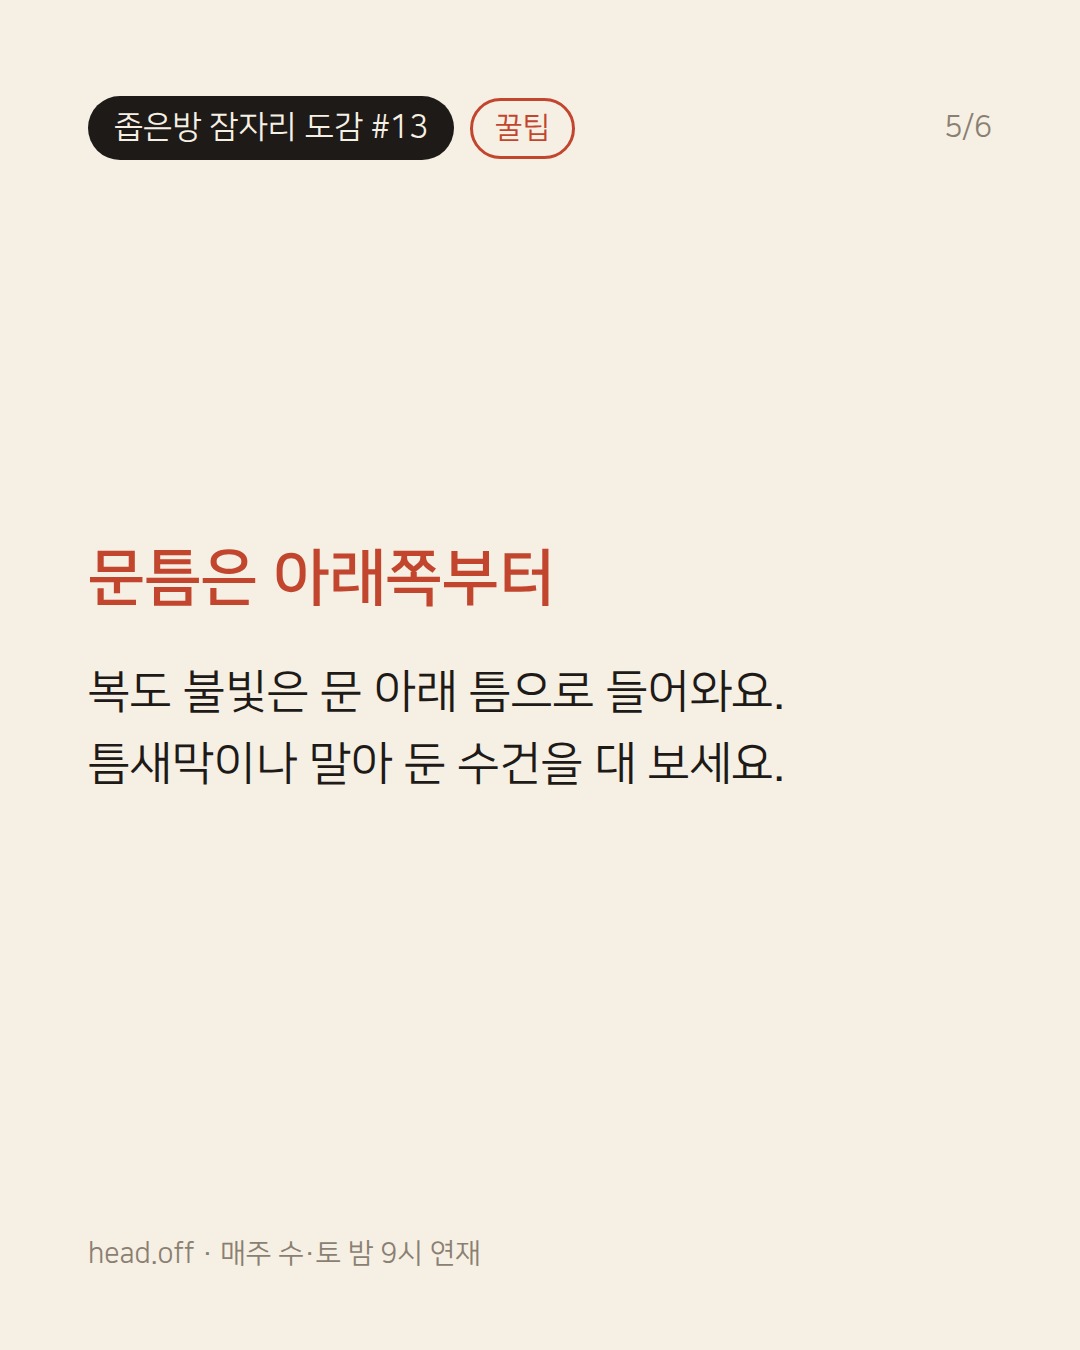 좁은방 잠자리 도감 #13 꿀팁 5/6
문틈은 아래쪽부터
복도 불빛은 문 아래 틈으로 들어와요.
틈새막이나 말아 둔 수건을 대 보세요.
head.off · 매주 수·토 밤 9시 연재